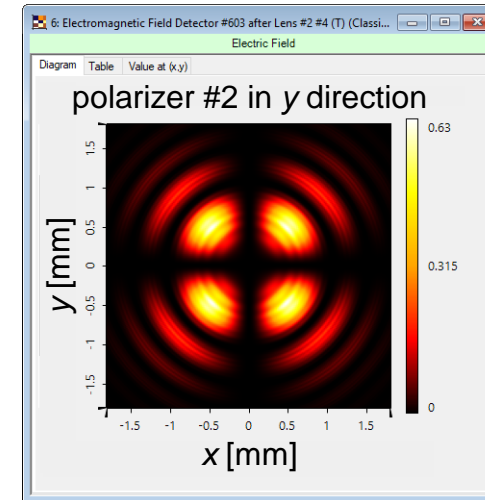 6: Electromagnetic Field Detector #603 after Lens #2 #4 (T) (Classi...
Electric Field
Diagram Table Value at (x,y)
polarizer #2 in y direction
0.63
0.315
0
y [mm]
1.5
1
0.5
0
-0.5
-1
-1.5
-1.5 -1 -0.5 0 0.5 1 1.5
x [mm]